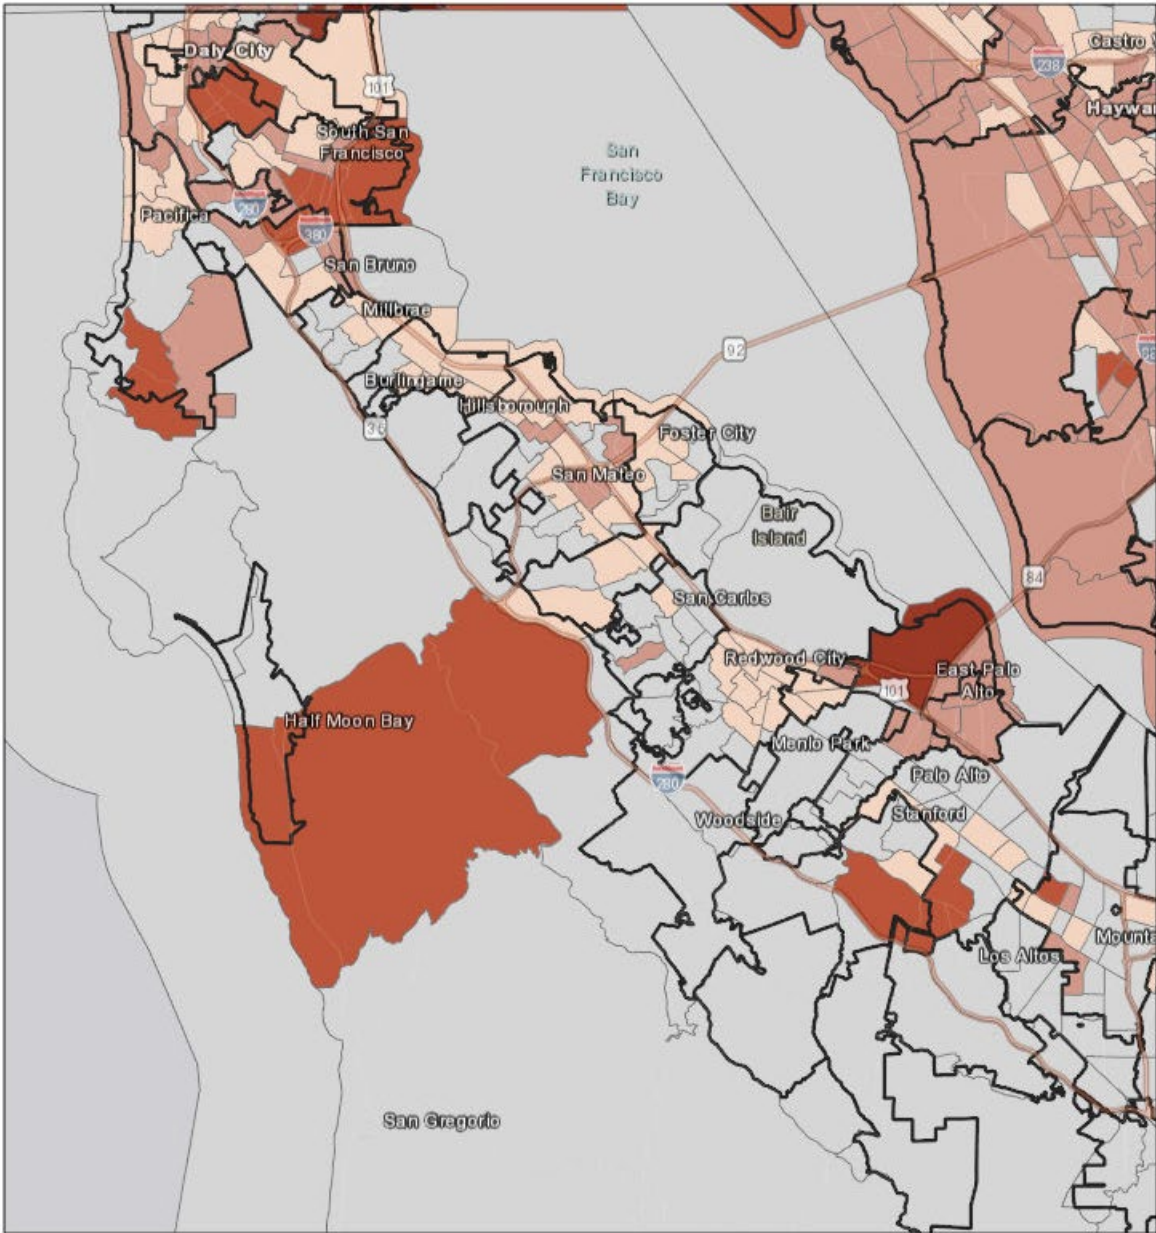 Daly City
Castro V
238
101
Haywar
South San
Francisco
San
Francisco
Bay
280
Pacifica
380
San Bruno
Millbrae
92
Burlingame
Hillsborough
35
Foster City
San Mateo
Bair
Island
84
San Carlos
Redwood City
East Palo
Alto
101
Half Moon Bay
Menlo Park
Palo Alto
280
Stanford
Woodside
Mounta
Los Altos
San Gregorio